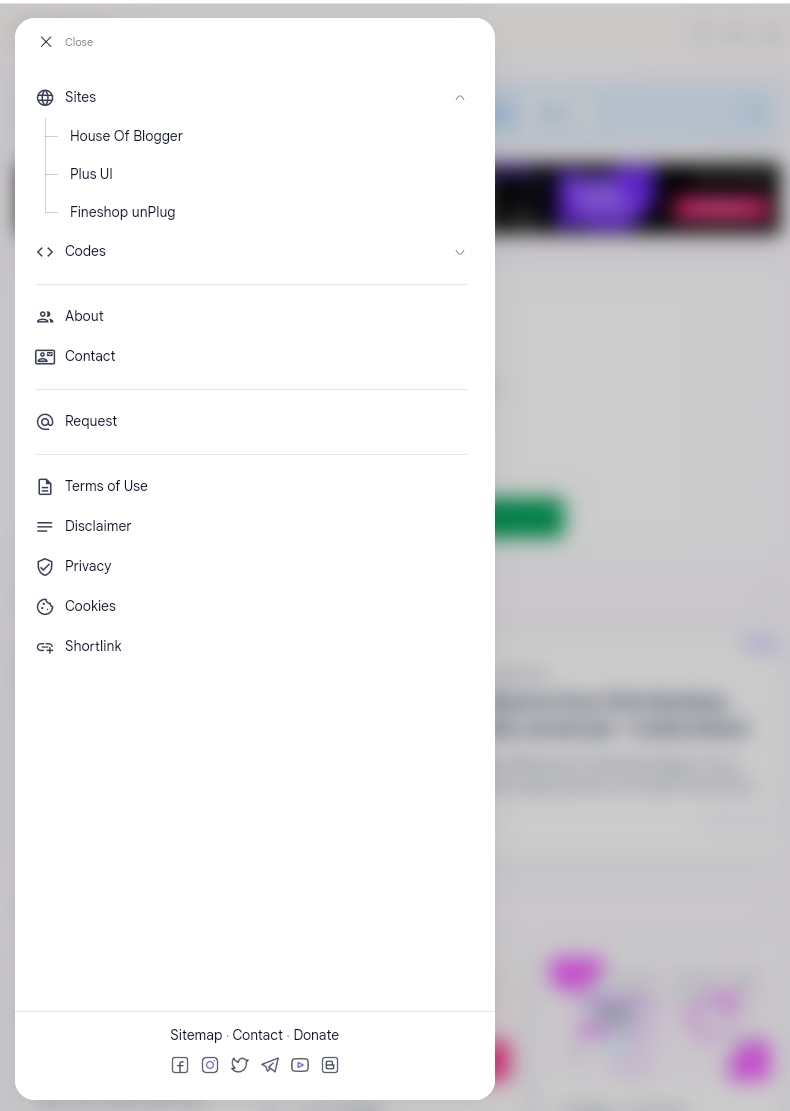 Close
Sites
House Of Blogger
Plus UI
Fineshop unPlug
Codes
About
Contact
Request
Terms of Use
Disclaimer
Privacy
Cookies
Shortlink
Sitemap · Contact · Donate